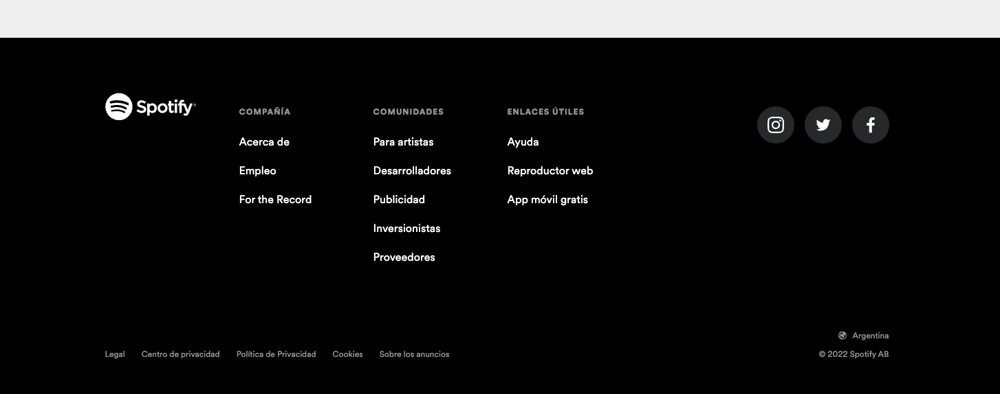 Spotify
COMPAÑÍA
Acerca de
Empleo
For the Record
COMUNIDADES
Para artistas
Desarrolladores
Publicidad
Inversionistas
Proveedores
ENLACES ÚTILES
Ayuda
Reproductor web
App móvil gratis
Argentina
Legal Centro de privacidad Política de Privacidad Cookies Sobre los anuncios
© 2022 Spotify AB